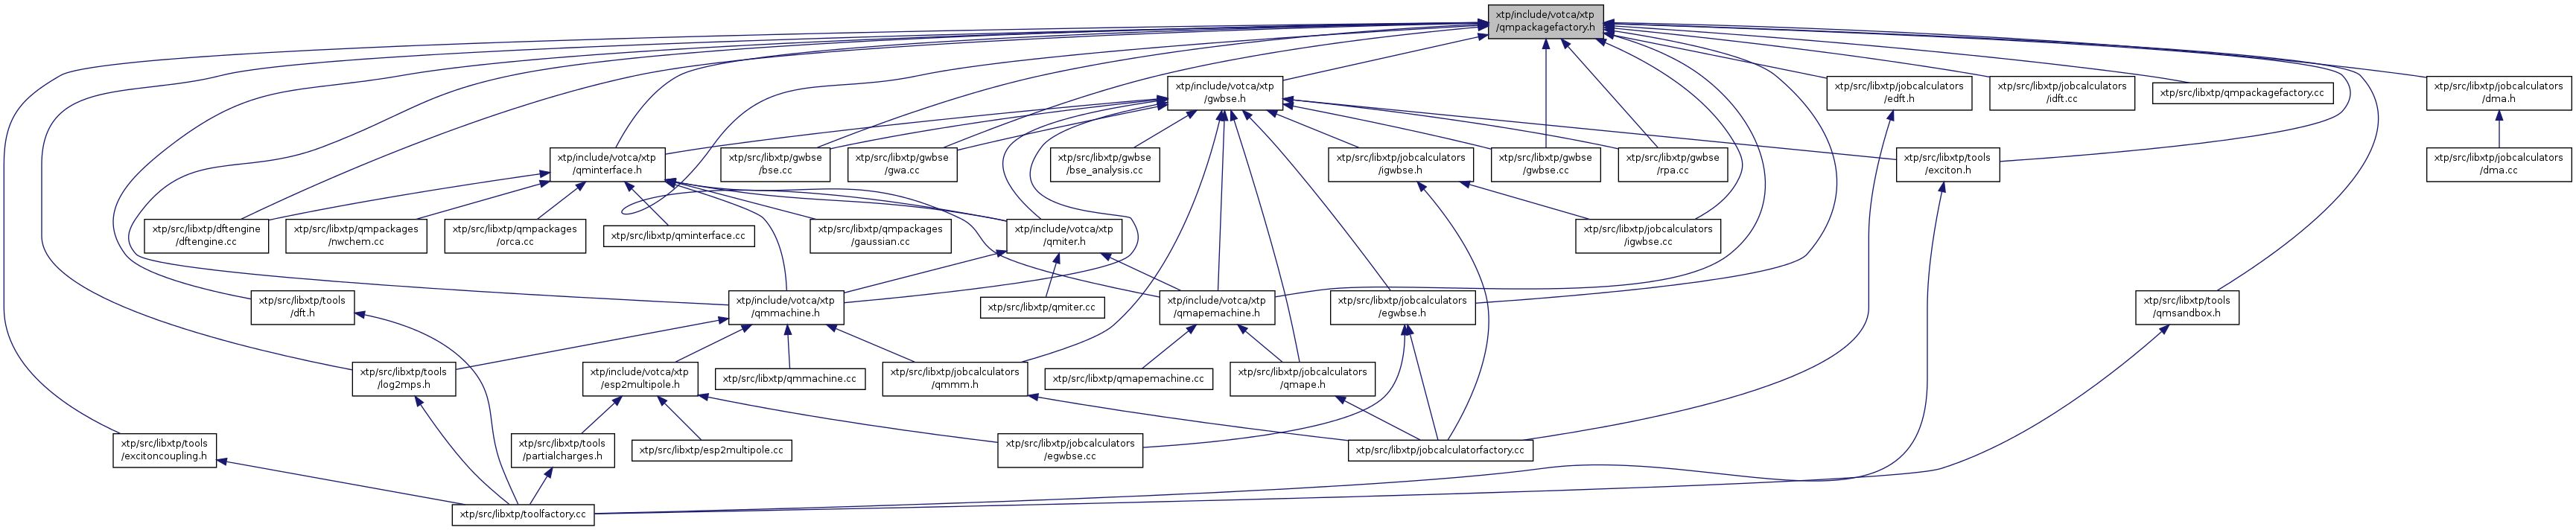 xtp/include/votca/xtp
/qmpackagefactory.h
xtp/include/votca/xtp
/gwbse.h
xtp/src/libxtp/jobcalculators
/edft.h
xtp/src/libxtp/jobcalculators
/idft.cc
xtp/src/libxtp/qmpackagefactory.cc
xtp/src/libxtp/jobcalculators
/dma.h
xtp/include/votca/xtp
/qminterface.h
xtp/src/libxtp/gwbse
/bse.cc
xtp/src/libxtp/gwbse
/gwa.cc
xtp/src/libxtp/gwbse
/bse_analysis.cc
xtp/src/libxtp/jobcalculators
/igwbse.h
xtp/src/libxtp/gwbse
/gwbse.cc
xtp/src/libxtp/gwbse
/rpa.cc
xtp/src/libxtp/tools
/exciton.h
xtp/src/libxtp/jobcalculators
/dma.cc
xtp/src/libxtp/dftengine
/dftengine.cc
xtp/src/libxtp/qmpackages
/nwchem.cc
xtp/src/libxtp/qmpackages
/orca.cc
xtp/src/libxtp/qminterface.cc
xtp/src/libxtp/qmpackages
/gaussian.cc
xtp/include/votca/xtp
/qmiter.h
xtp/src/libxtp/jobcalculators
/igwbse.cc
xtp/src/libxtp/tools
/dft.h
xtp/include/votca/xtp
/qmmachine.h
xtp/src/libxtp/qmiter.cc
xtp/include/votca/xtp
/qmapemachine.h
xtp/src/libxtp/jobcalculators
/egwbse.h
xtp/src/libxtp/tools
/qmsandbox.h
xtp/src/libxtp/tools
/log2mps.h
xtp/include/votca/xtp
/esp2multipole.h
xtp/src/libxtp/qmmachine.cc
xtp/src/libxtp/jobcalculators
/qmmm.h
xtp/src/libxtp/qmapemachine.cc
xtp/src/libxtp/jobcalculators
/qmape.h
xtp/src/libxtp/tools
/excitoncoupling.h
xtp/src/libxtp/tools
/partialcharges.h
xtp/src/libxtp/esp2multipole.cc
xtp/src/libxtp/jobcalculators
/egwbse.cc
xtp/src/libxtp/jobcalculatorfactory.cc
xtp/src/libxtp/toolfactory.cc